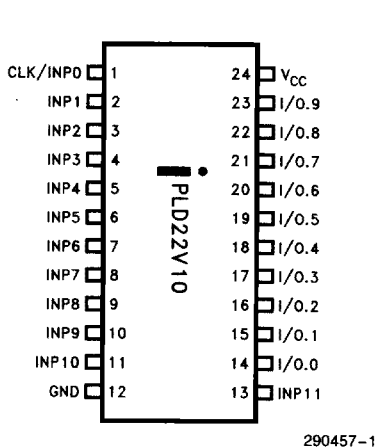 CLK/INP0 1 24 VCC
INP1 2 23 I/O.9
INP2 3 22 I/O.8
INP3 4 21 I/O.7
INP4 5 20 I/O.6
INP5 6 19 I/O.5
INP6 7 18 I/O.4
INP7 8 17 I/O.3
INP8 9 16 I/O.2
INP9 10 15 I/O.1
INP10 11 14 I/O.0
GND 12 13 INP11
PLD22V10
290457-1